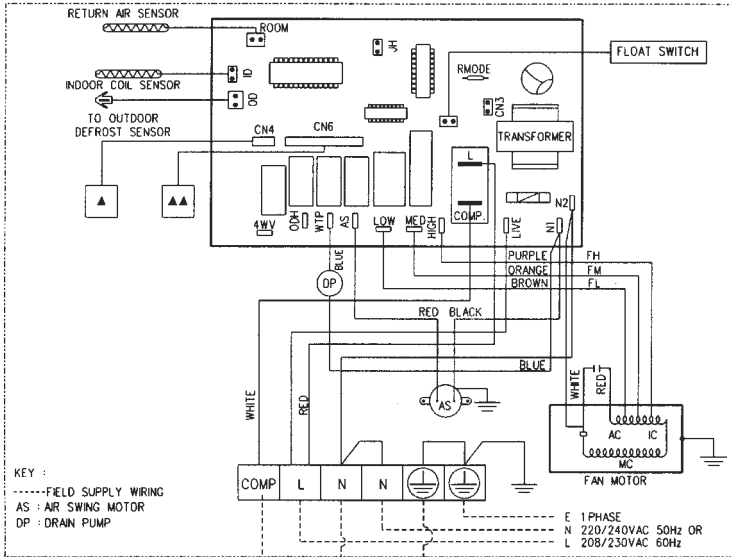 RETURN AIR SENSOR
ROOM
JH
FLOAT SWITCH
RMODE
ID
INDOOR COIL SENSOR
OD
CN3
TO OUTDOOR
DEFROST SENSOR
CN4
CN6
TRANSFORMER
L
COMP.
N2
4WV
ODH
WTP
AS
LOW
MED
HIGH
LIVE
N1
BLUE
PURPLE FH
ORANGE FM
BROWN FL
DP
RED BLACK
BLUE
WHITE
RED
WHITE
RED
AS
AC IC
MC
FAN MOTOR
COMP L N N
KEY :
------FIELD SUPPLY WIRING
AS : AIR SWING MOTOR
DP : DRAIN PUMP
E 1PHASE
N 220/240VAC 50Hz OR
L 208/230VAC 60Hz